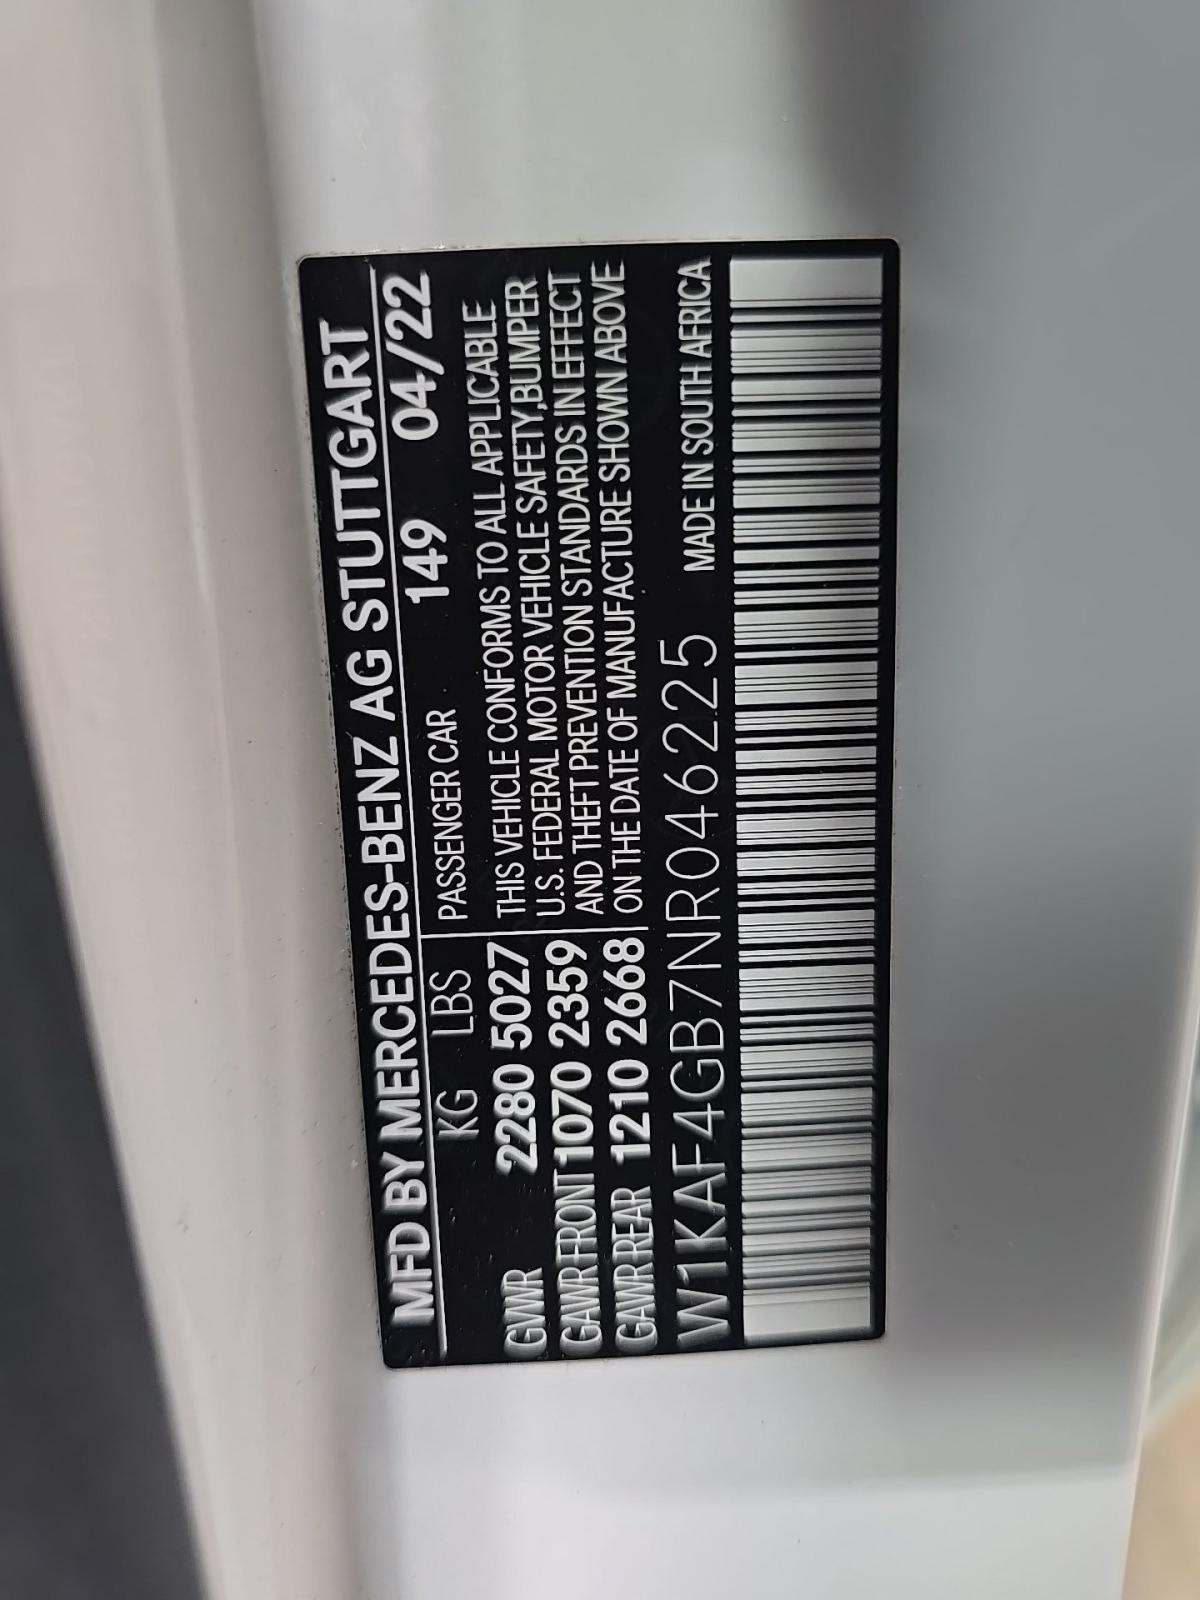 MFD BY MERCEDES-BENZ AG STUTTGART
KG LBS PASSENGER CAR 149 04/22
GVWR 2280 5027 THIS VEHICLE CONFORMS TO ALL APPLICABLE
U.S. FEDERAL MOTOR VEHICLE SAFETY,BUMPER
GAWR FRONT 1070 2359 AND THEFT PREVENTION STANDARDS IN EFFECT
GAWR REAR 1210 2668 ON THE DATE OF MANUFACTURE SHOWN ABOVE
W1KAF4GB7NR046225 MADE IN SOUTH AFRICA